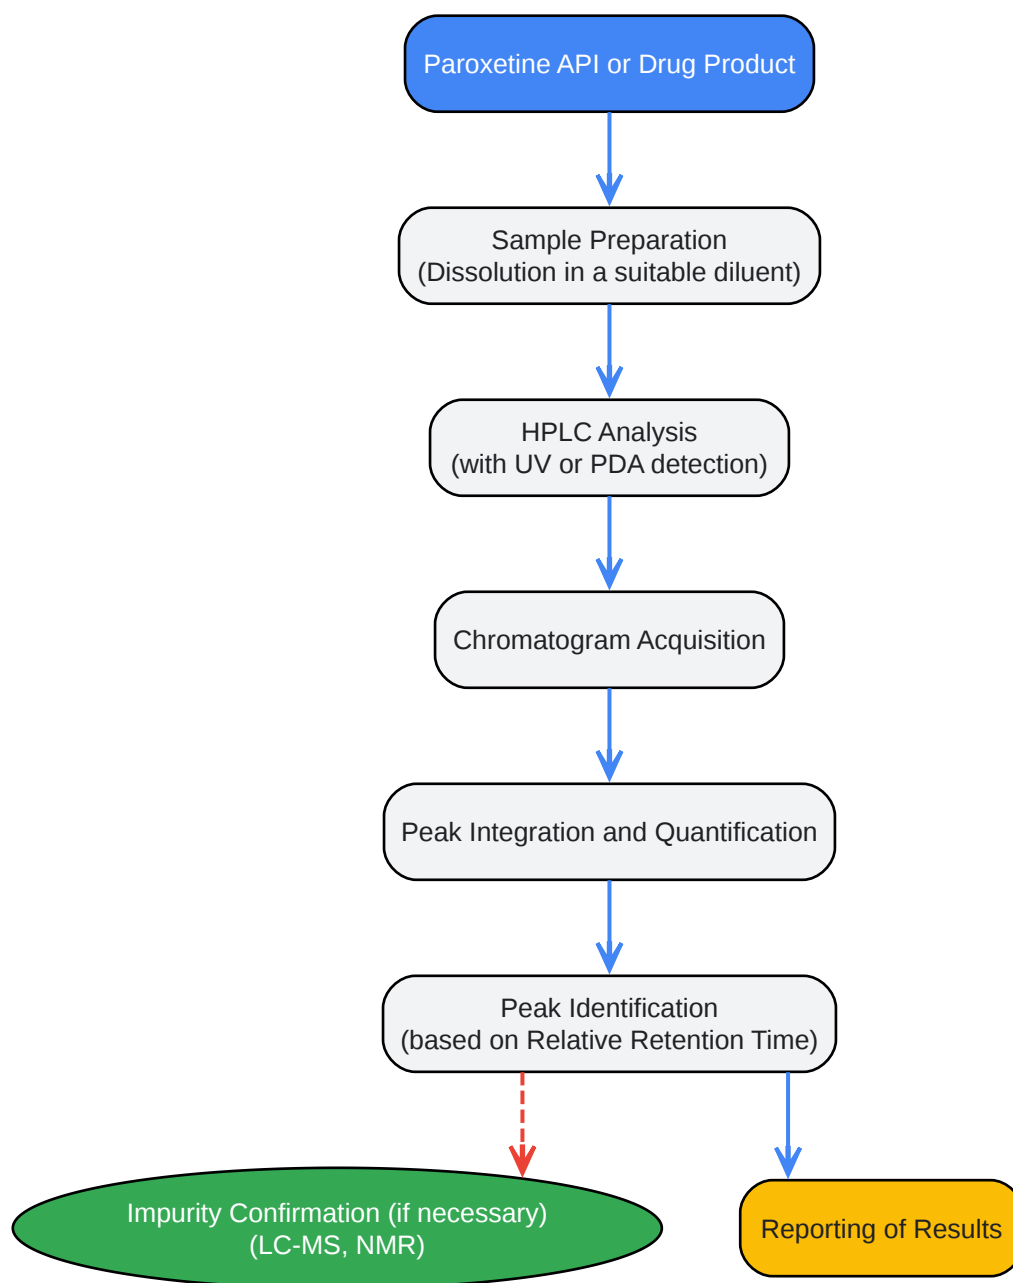 Paroxetine API or Drug Product
Sample Preparation
(Dissolution in a suitable diluent)
HPLC Analysis
(with UV or PDA detection)
Chromatogram Acquisition
Peak Integration and Quantification
Peak Identification
(based on Relative Retention Time)
Impurity Confirmation (if necessary)
(LC-MS, NMR)
Reporting of Results